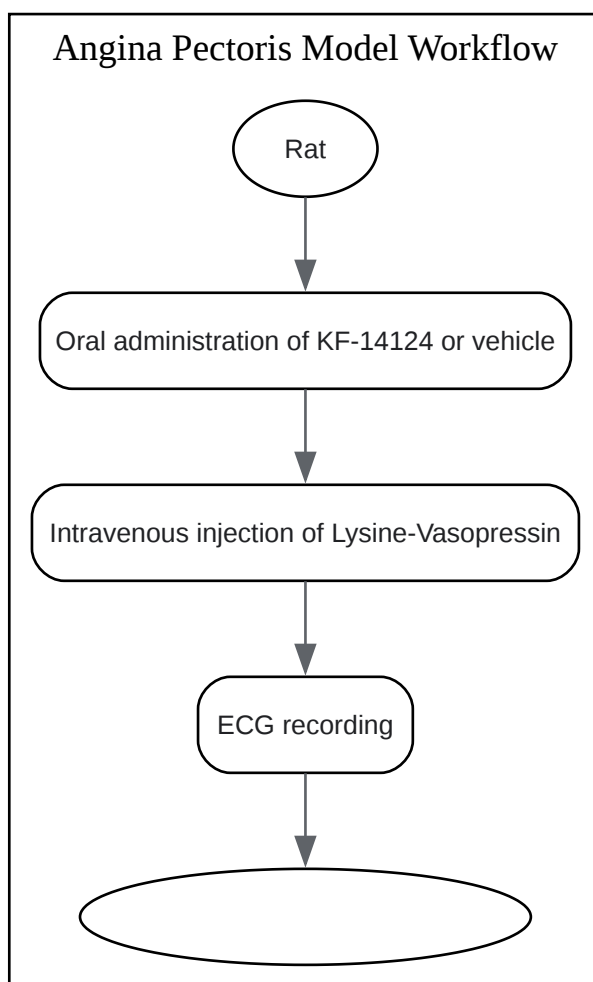 Angina Pectoris Model Workflow
Rat
Oral administration of KF-14124 or vehicle
Intravenous injection of Lysine-Vasopressin
ECG recording